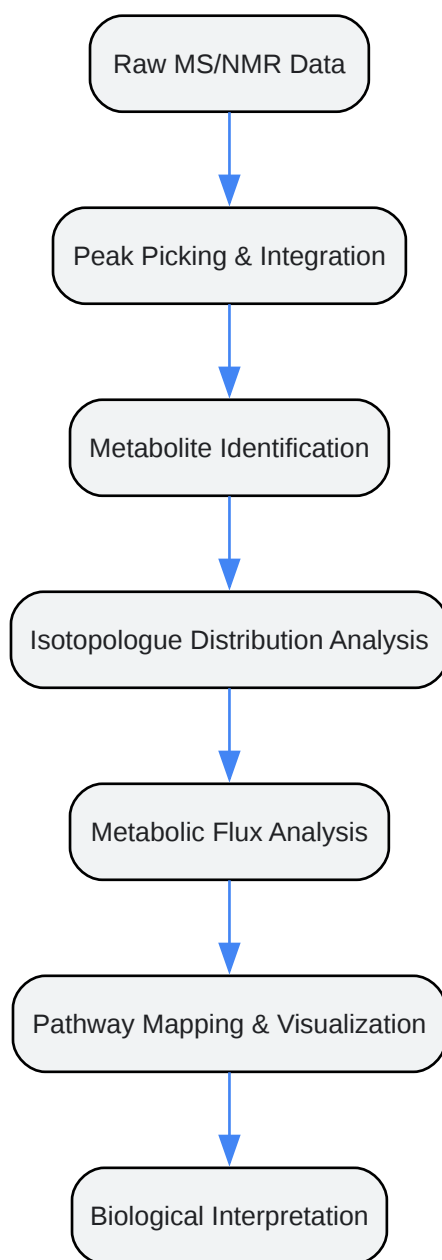 Raw MS/NMR Data
Peak Picking & Integration
Metabolite Identification
Isotopologue Distribution Analysis
Metabolic Flux Analysis
Pathway Mapping & Visualization
Biological Interpretation